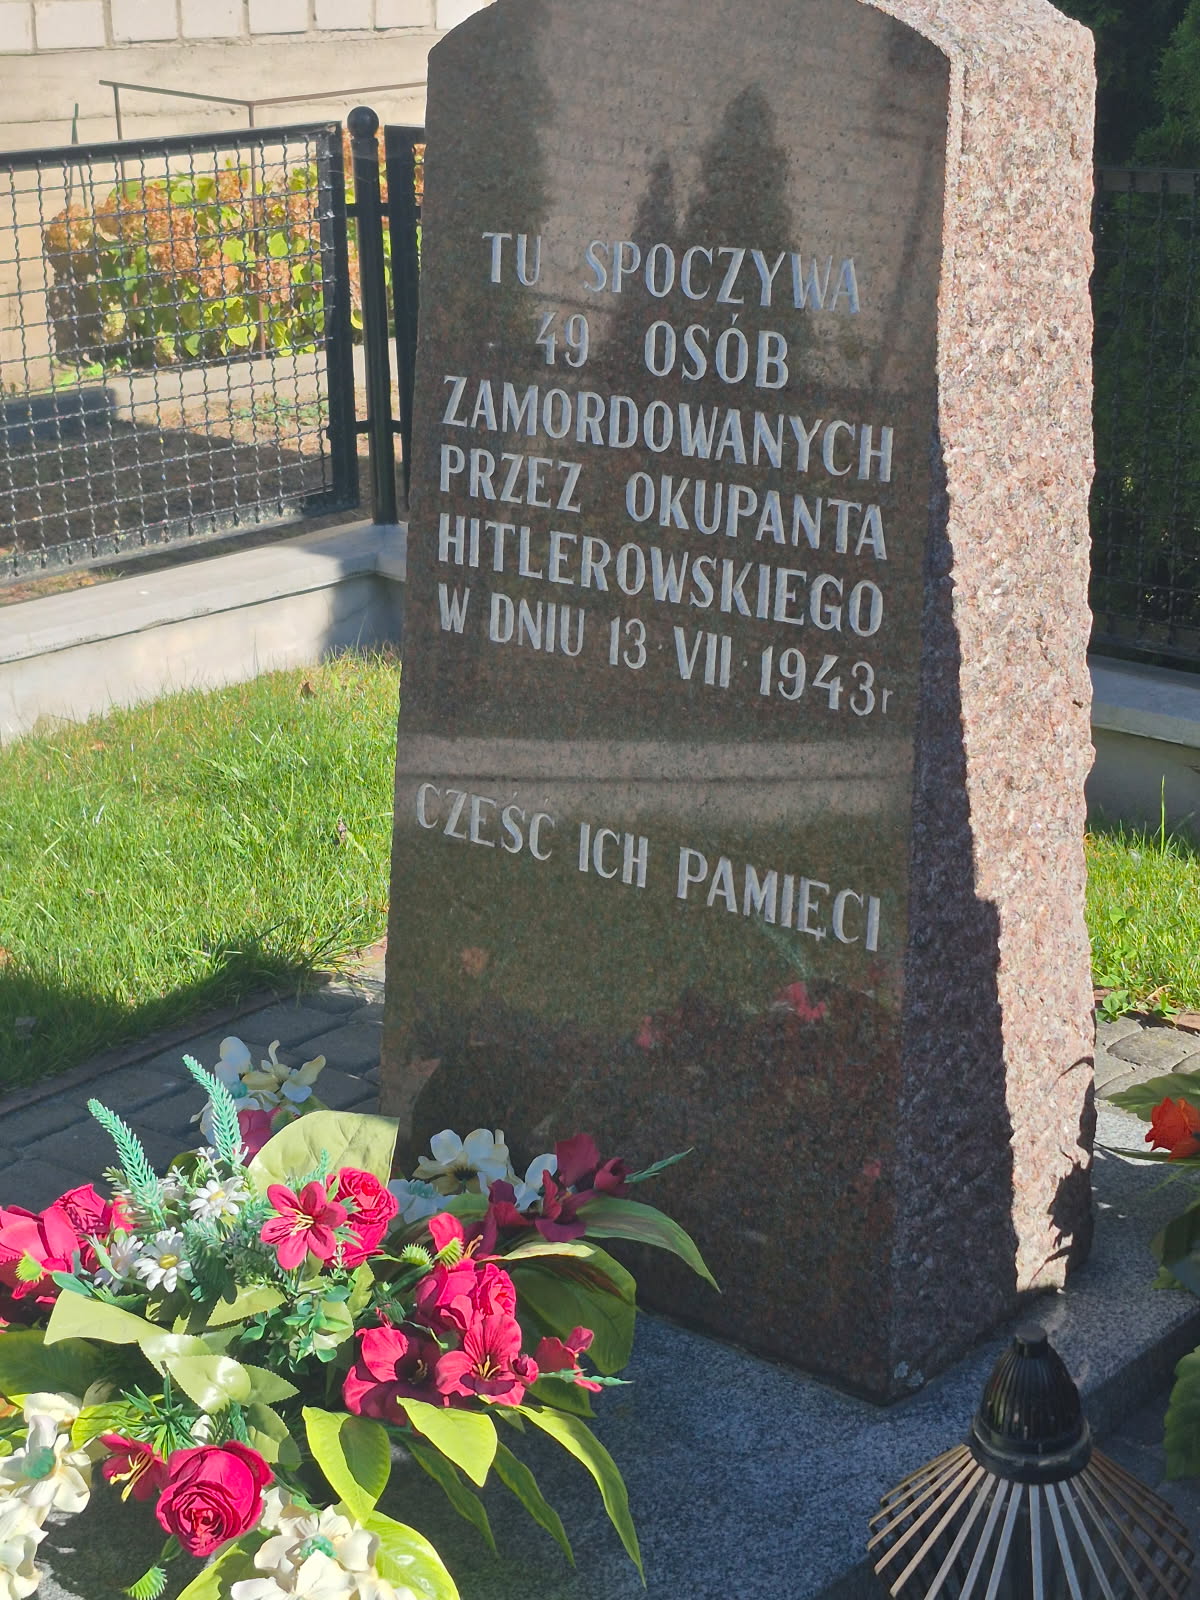 TU SPOCZYWA
49 OSÓB
ZAMORDOWANYCH
PRZEZ OKUPANTA
HITLEROWSKIEGO
W DNIU 13·VII·1943r
CZEŚĆ ICH PAMIĘCI